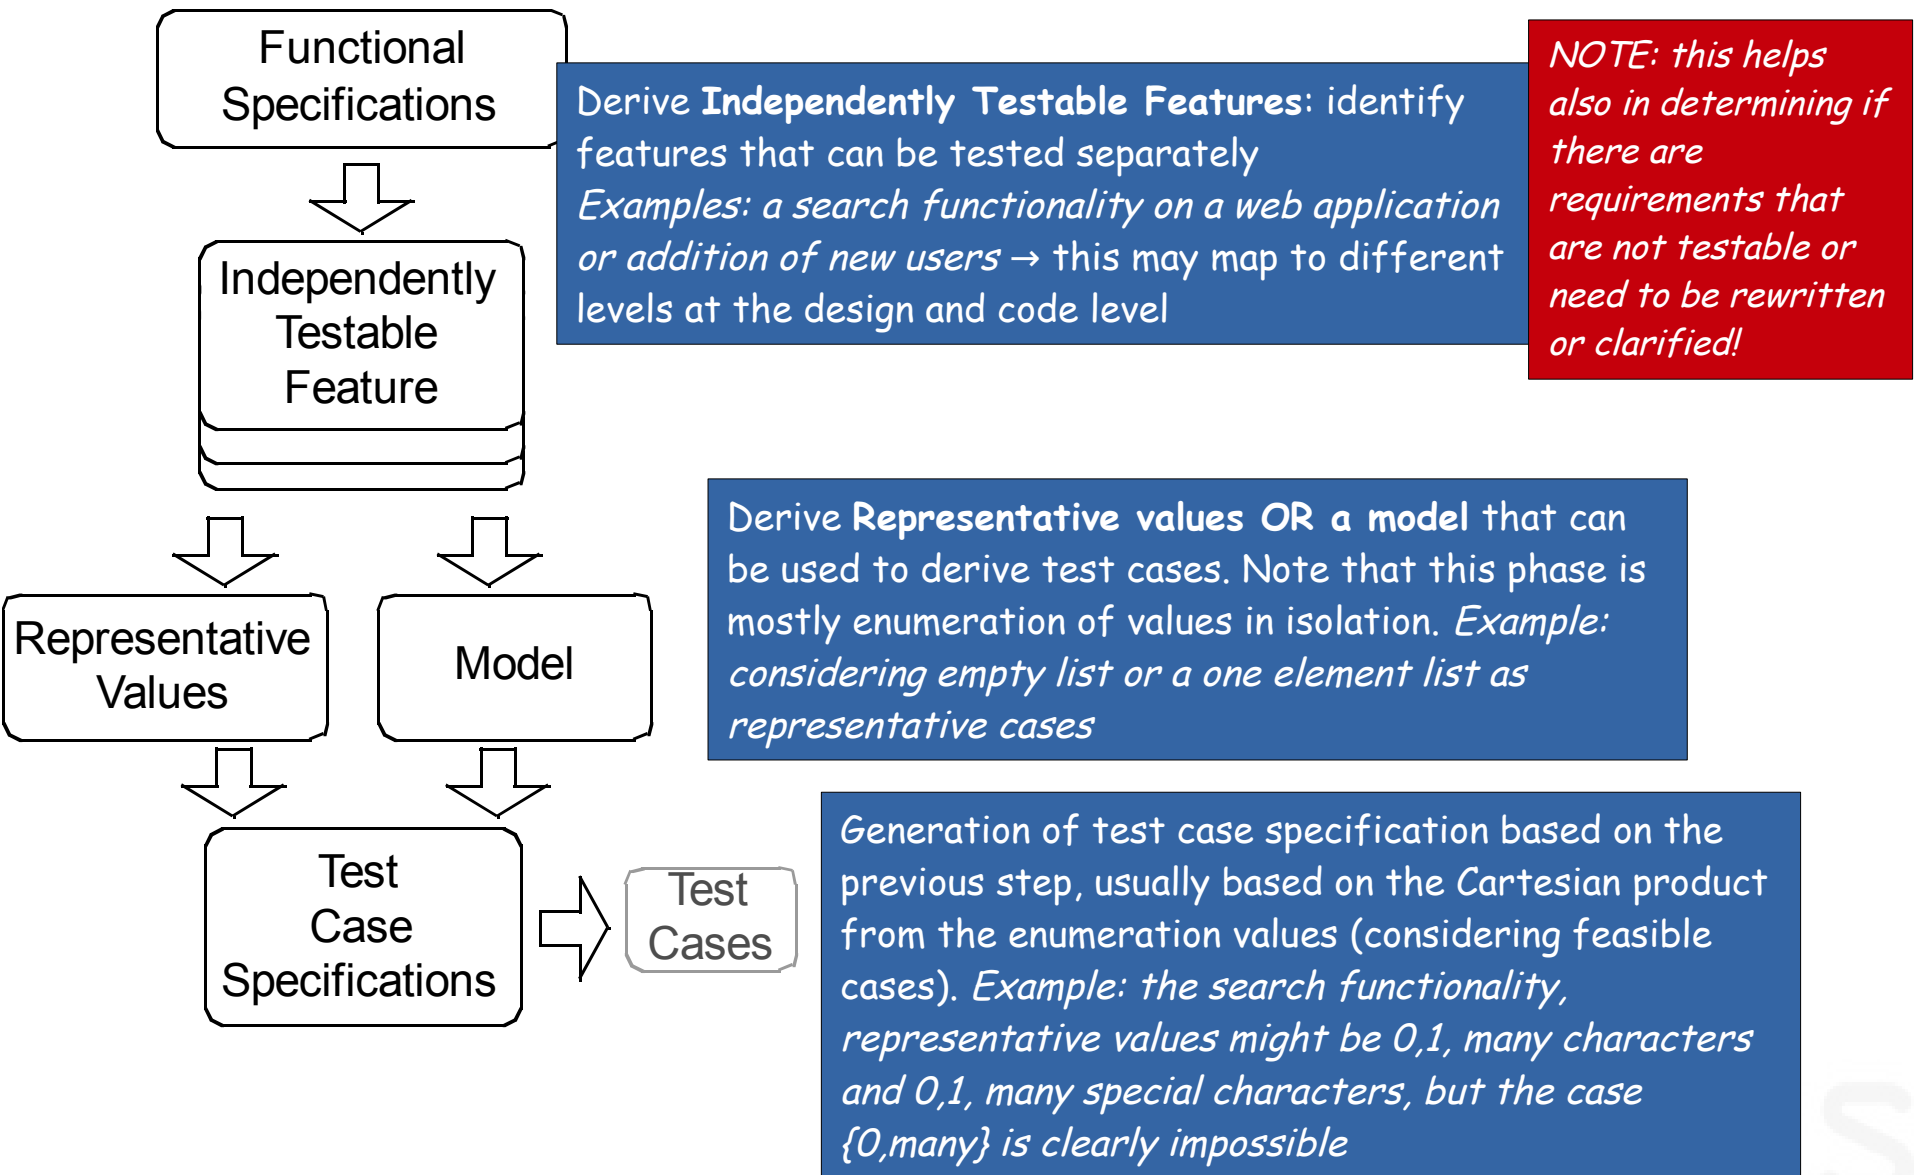 Functional
Specifications
Derive Independently Testable Features: identify
features that can be tested separately
Examples: a search functionality on a web application
or addition of new users → this may map to different
levels at the design and code level
NOTE: this helps
also in determining if
there are
requirements that
are not testable or
need to be rewritten
or clarified!
Independently
Testable
Feature
Derive Representative values OR a model that can
be used to derive test cases. Note that this phase is
mostly enumeration of values in isolation. Example:
considering empty list or a one element list as
representative cases
Representative
Values
Model
Test
Case
Specifications
Test
Cases
Generation of test case specification based on the
previous step, usually based on the Cartesian product
from the enumeration values (considering feasible
cases). Example: the search functionality,
representative values might be 0,1, many characters
and 0,1, many special characters, but the case
{0,many} is clearly impossible